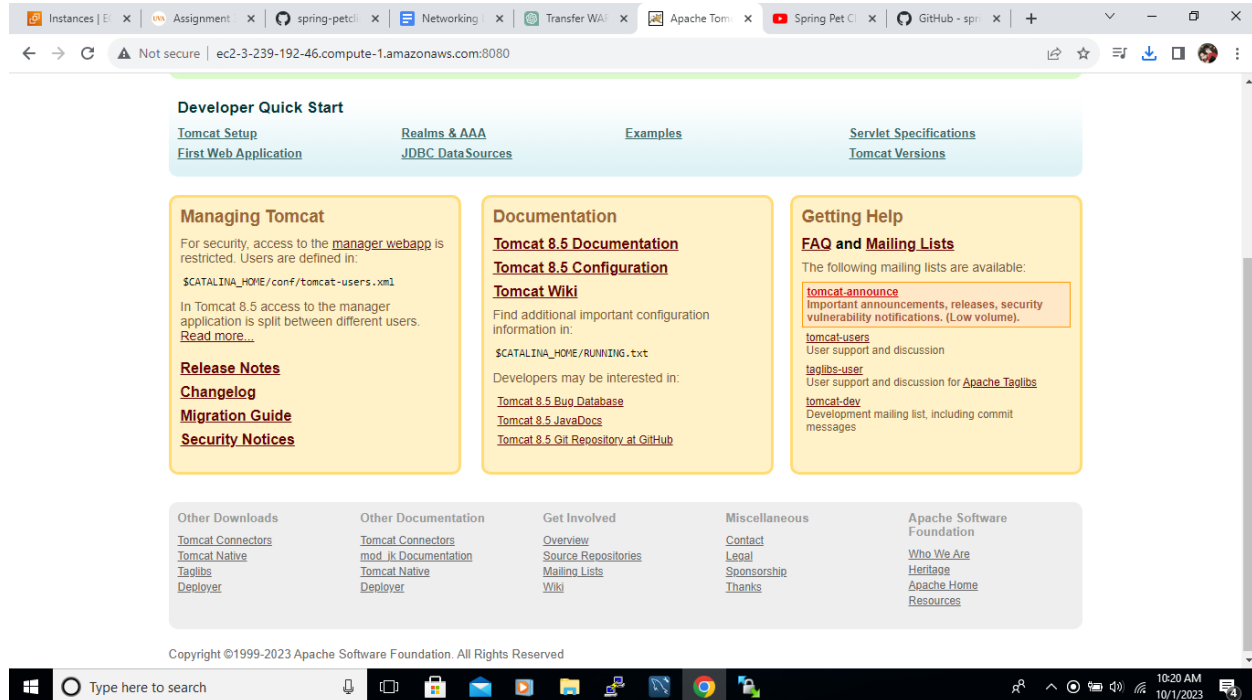 Instances | E
Assignment
spring-petcli
Networking
Transfer WAR
Apache Tom
Spring Pet Cl
GitHub - spri
Not secure | ec2-3-239-192-46.compute-1.amazonaws.com:8080
Developer Quick Start
Tomcat Setup
First Web Application
Realms & AAA
JDBC DataSources
Examples
Servlet Specifications
Tomcat Versions
Managing Tomcat
For security, access to the manager webapp is
restricted. Users are defined in:
$CATALINA_HOME/conf/tomcat-users.xml
In Tomcat 8.5 access to the manager
application is split between different users.
Read more...
Release Notes
Changelog
Migration Guide
Security Notices
Documentation
Tomcat 8.5 Documentation
Tomcat 8.5 Configuration
Tomcat Wiki
Find additional important configuration
information in:
$CATALINA_HOME/RUNNING.txt
Developers may be interested in:
Tomcat 8.5 Bug Database
Tomcat 8.5 JavaDocs
Tomcat 8.5 Git Repository at GitHub
Getting Help
FAQ and Mailing Lists
The following mailing lists are available:
tomcat-announce
Important announcements, releases, security
vulnerability notifications. (Low volume).
tomcat-users
User support and discussion
taglibs-user
User support and discussion for Apache Taglibs
tomcat-dev
Development mailing list, including commit
messages
Other Downloads
Tomcat Connectors
Tomcat Native
Taglibs
Deployer
Other Documentation
Tomcat Connectors
mod_jk Documentation
Tomcat Native
Deployer
Get Involved
Overview
Source Repositories
Mailing Lists
Wiki
Miscellaneous
Contact
Legal
Sponsorship
Thanks
Apache Software
Foundation
Who We Are
Heritage
Apache Home
Resources
Copyright ©1999-2023 Apache Software Foundation. All Rights Reserved
Type here to search
10:20 AM
10/1/2023
4